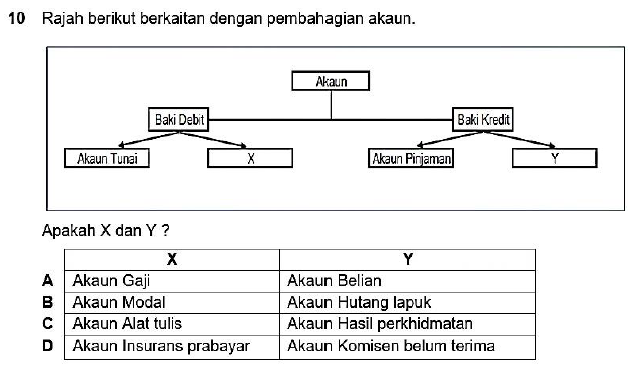 10 Rajah berikut berkaitan dengan pembahagian akaun.
Akaun
Baki Debit Baki Kredit
Akaun Tunai X Akaun Pinjaman Y
Apakah X dan Y ?
X Y
A Akaun Gaji Akaun Belian
B Akaun Modal Akaun Hutang lapuk
C Akaun Alat tulis Akaun Hasil perkhidmatan
D Akaun Insurans prabayar Akaun Komisen belum terima